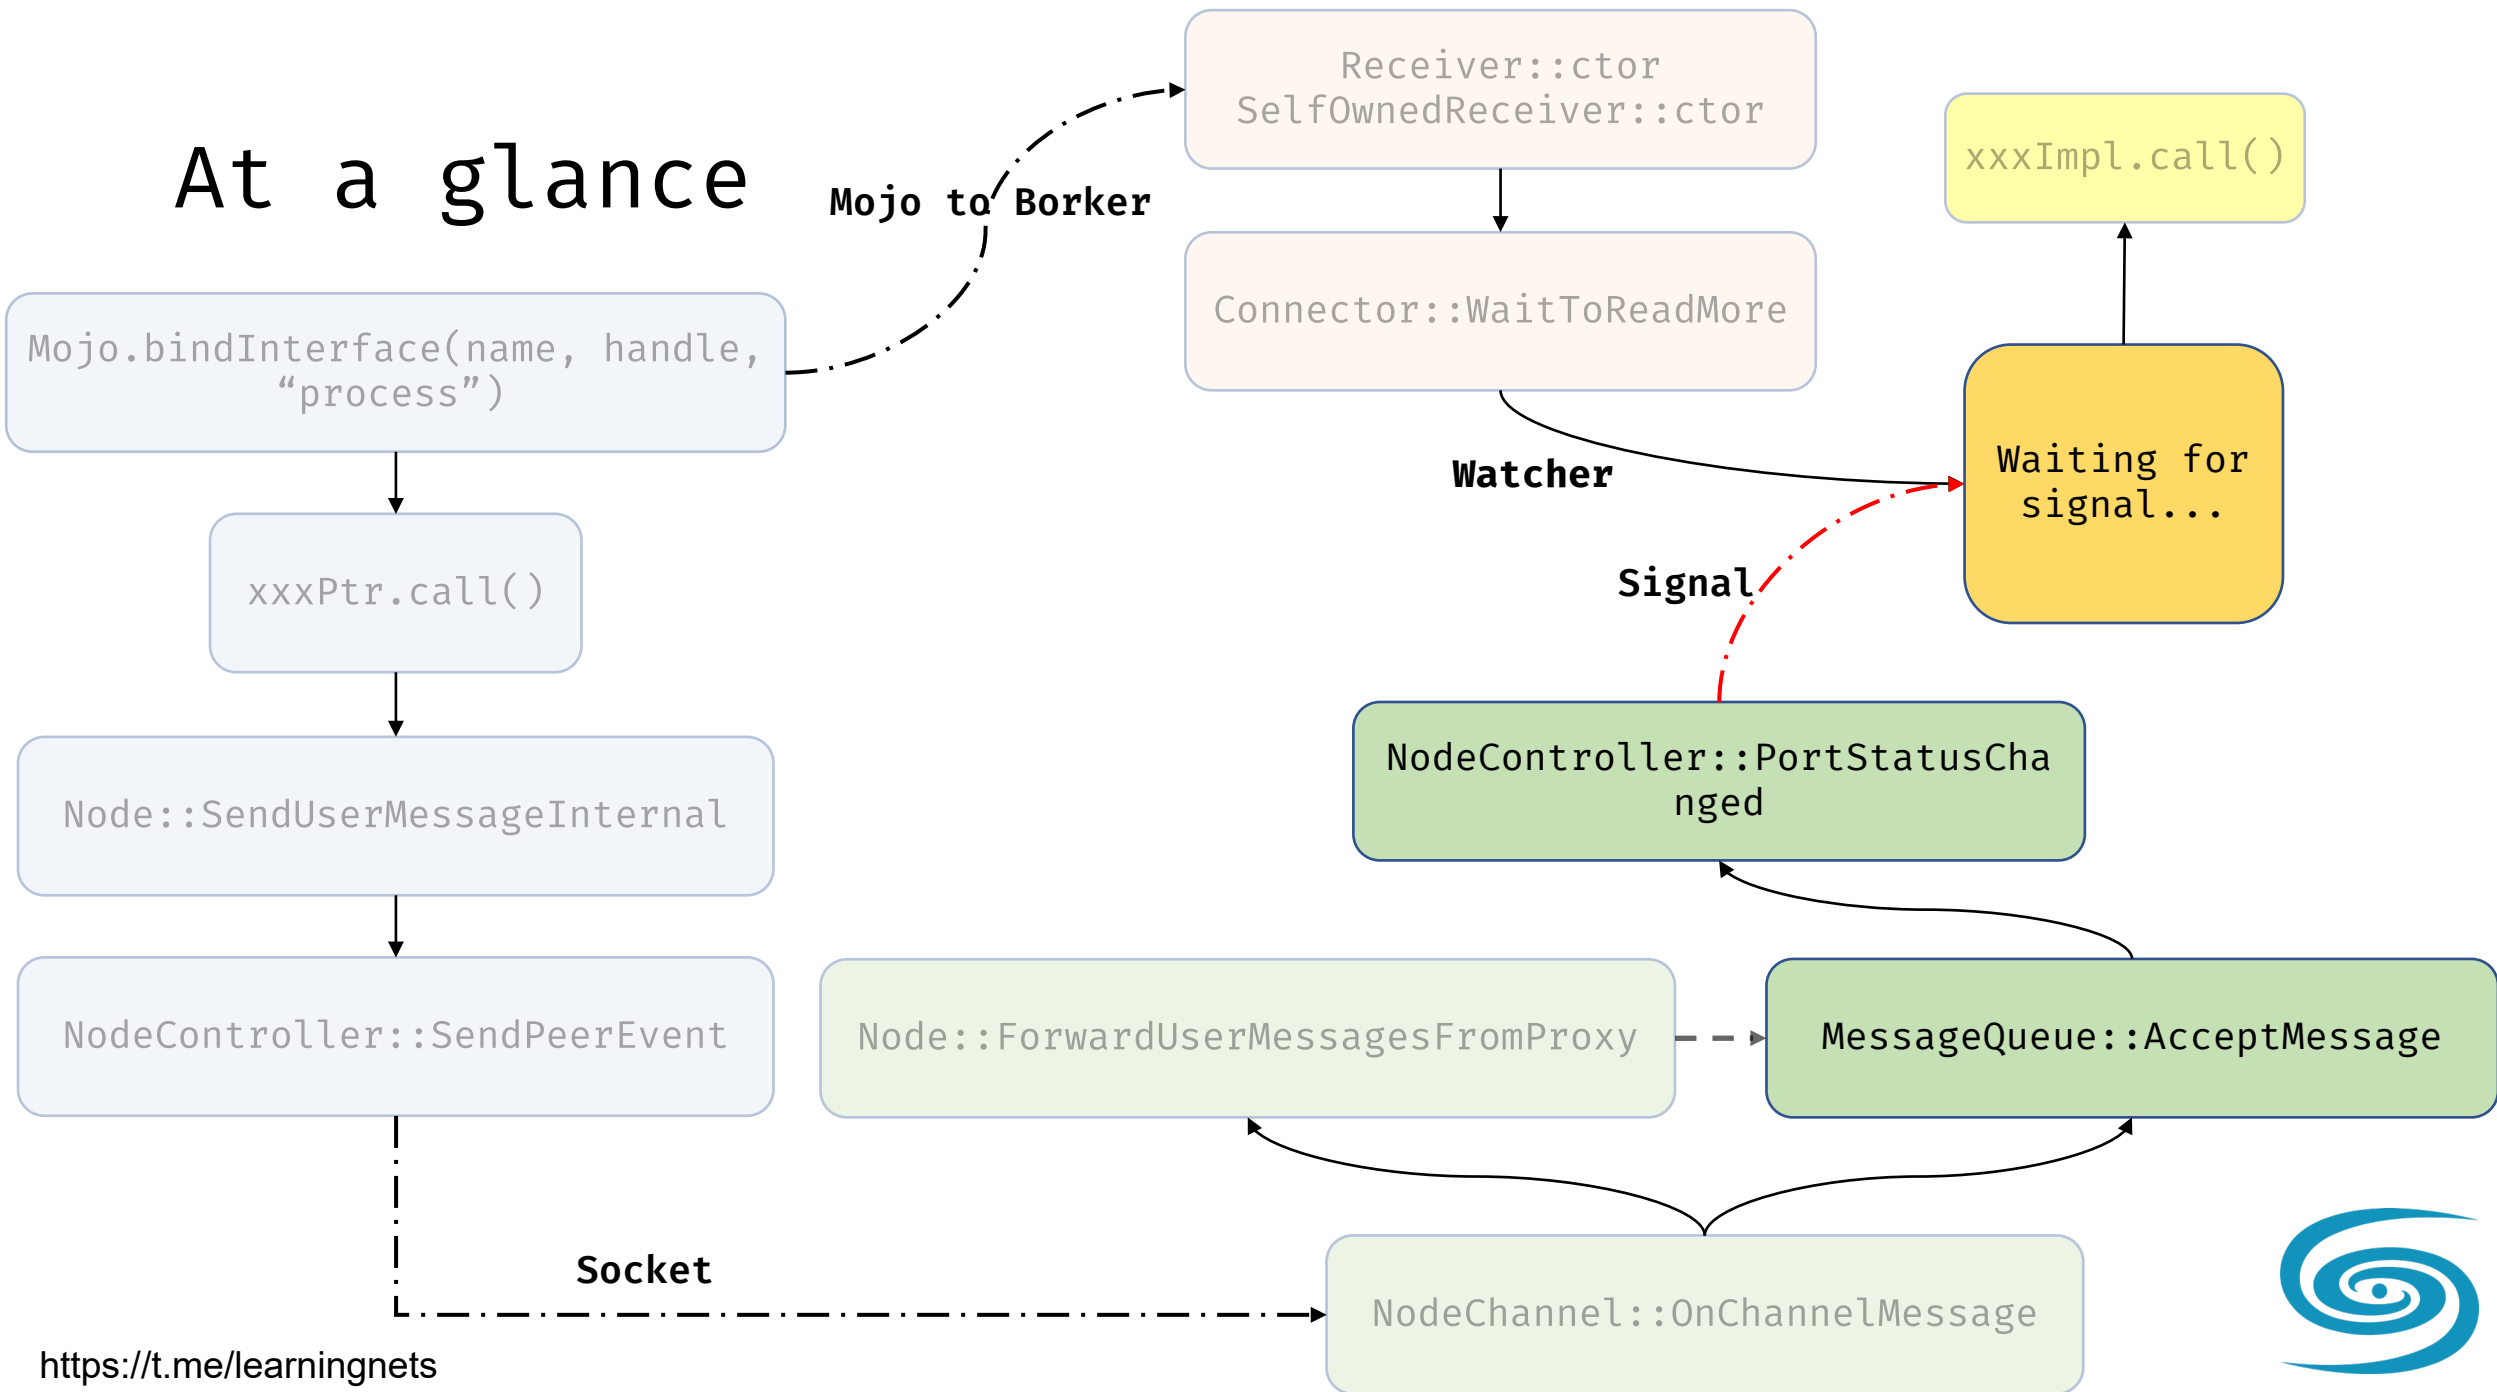 At a glance
Mojo to Borker
Receiver::ctor
SelfOwnedReceiver::ctor
xxxImpl.call()
Connector::WaitToReadMore
Mojo.bindInterface(name, handle,
“process”)
Watcher
Waiting for
signal...
xxxPtr.call()
Signal
NodeController::PortStatusCha
nged
Node::SendUserMessageInternal
NodeController::SendPeerEvent
Node::ForwardUserMessagesFromProxy
MessageQueue::AcceptMessage
Socket
NodeChannel::OnChannelMessage
https://t.me/learningnets